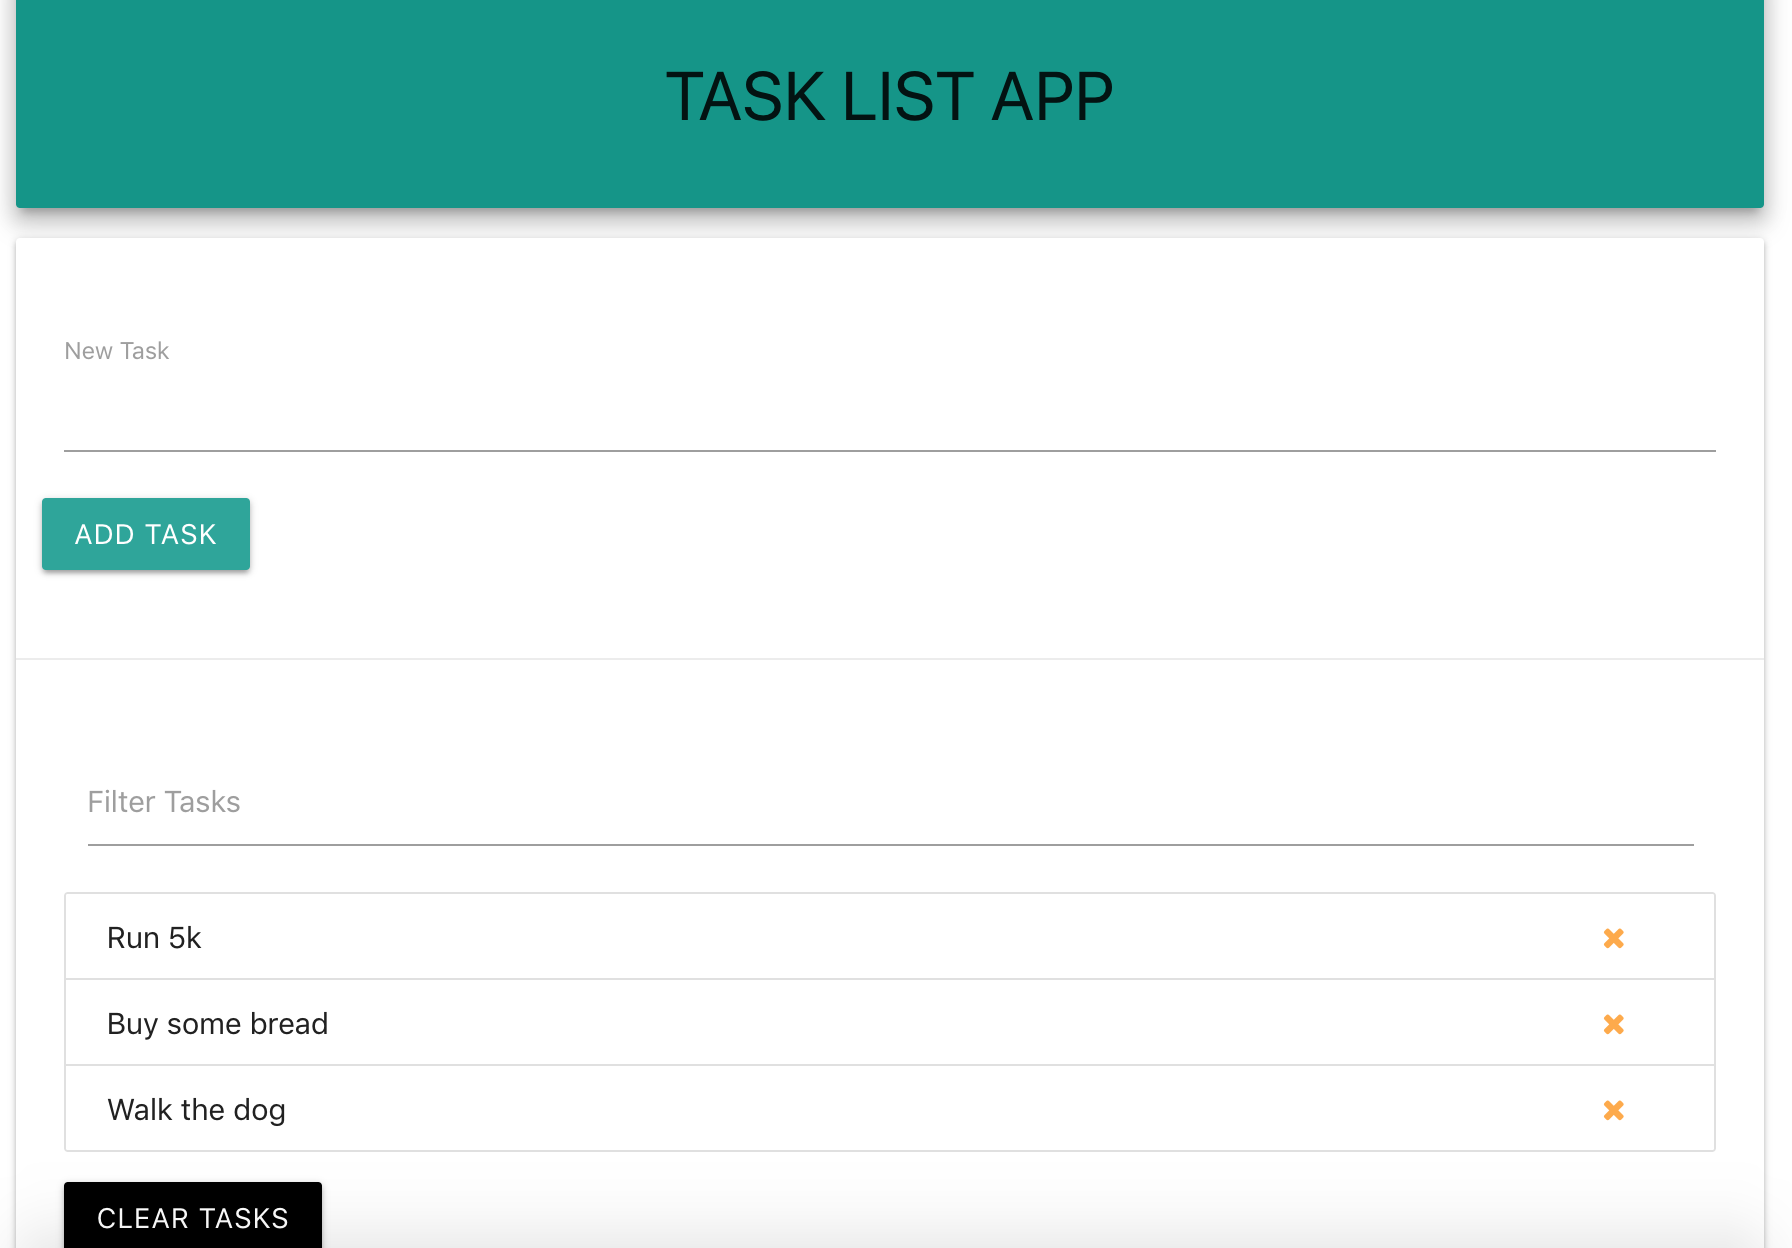 TASK LIST APP
New Task
ADD TASK
Filter Tasks
Run 5k
Buy some bread
Walk the dog
CLEAR TASKS